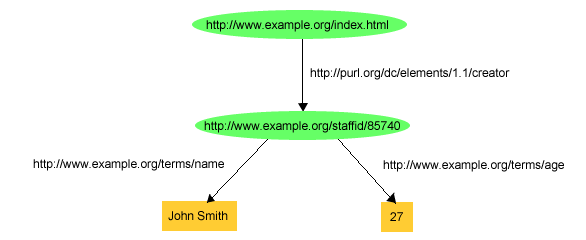 http://www.example.org/index.html
http://purl.org/dc/elements/1.1/creator
http://www.example.org/staffid/85740
http://www.example.org/terms/name
http://www.example.org/terms/age
John Smith
27